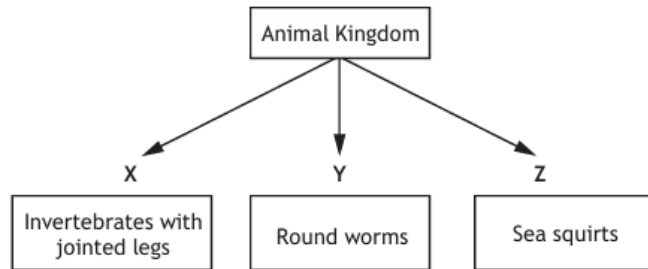 Animal Kingdom
X
Y
Z
Invertebrates with
jointed legs
Round worms
Sea squirts